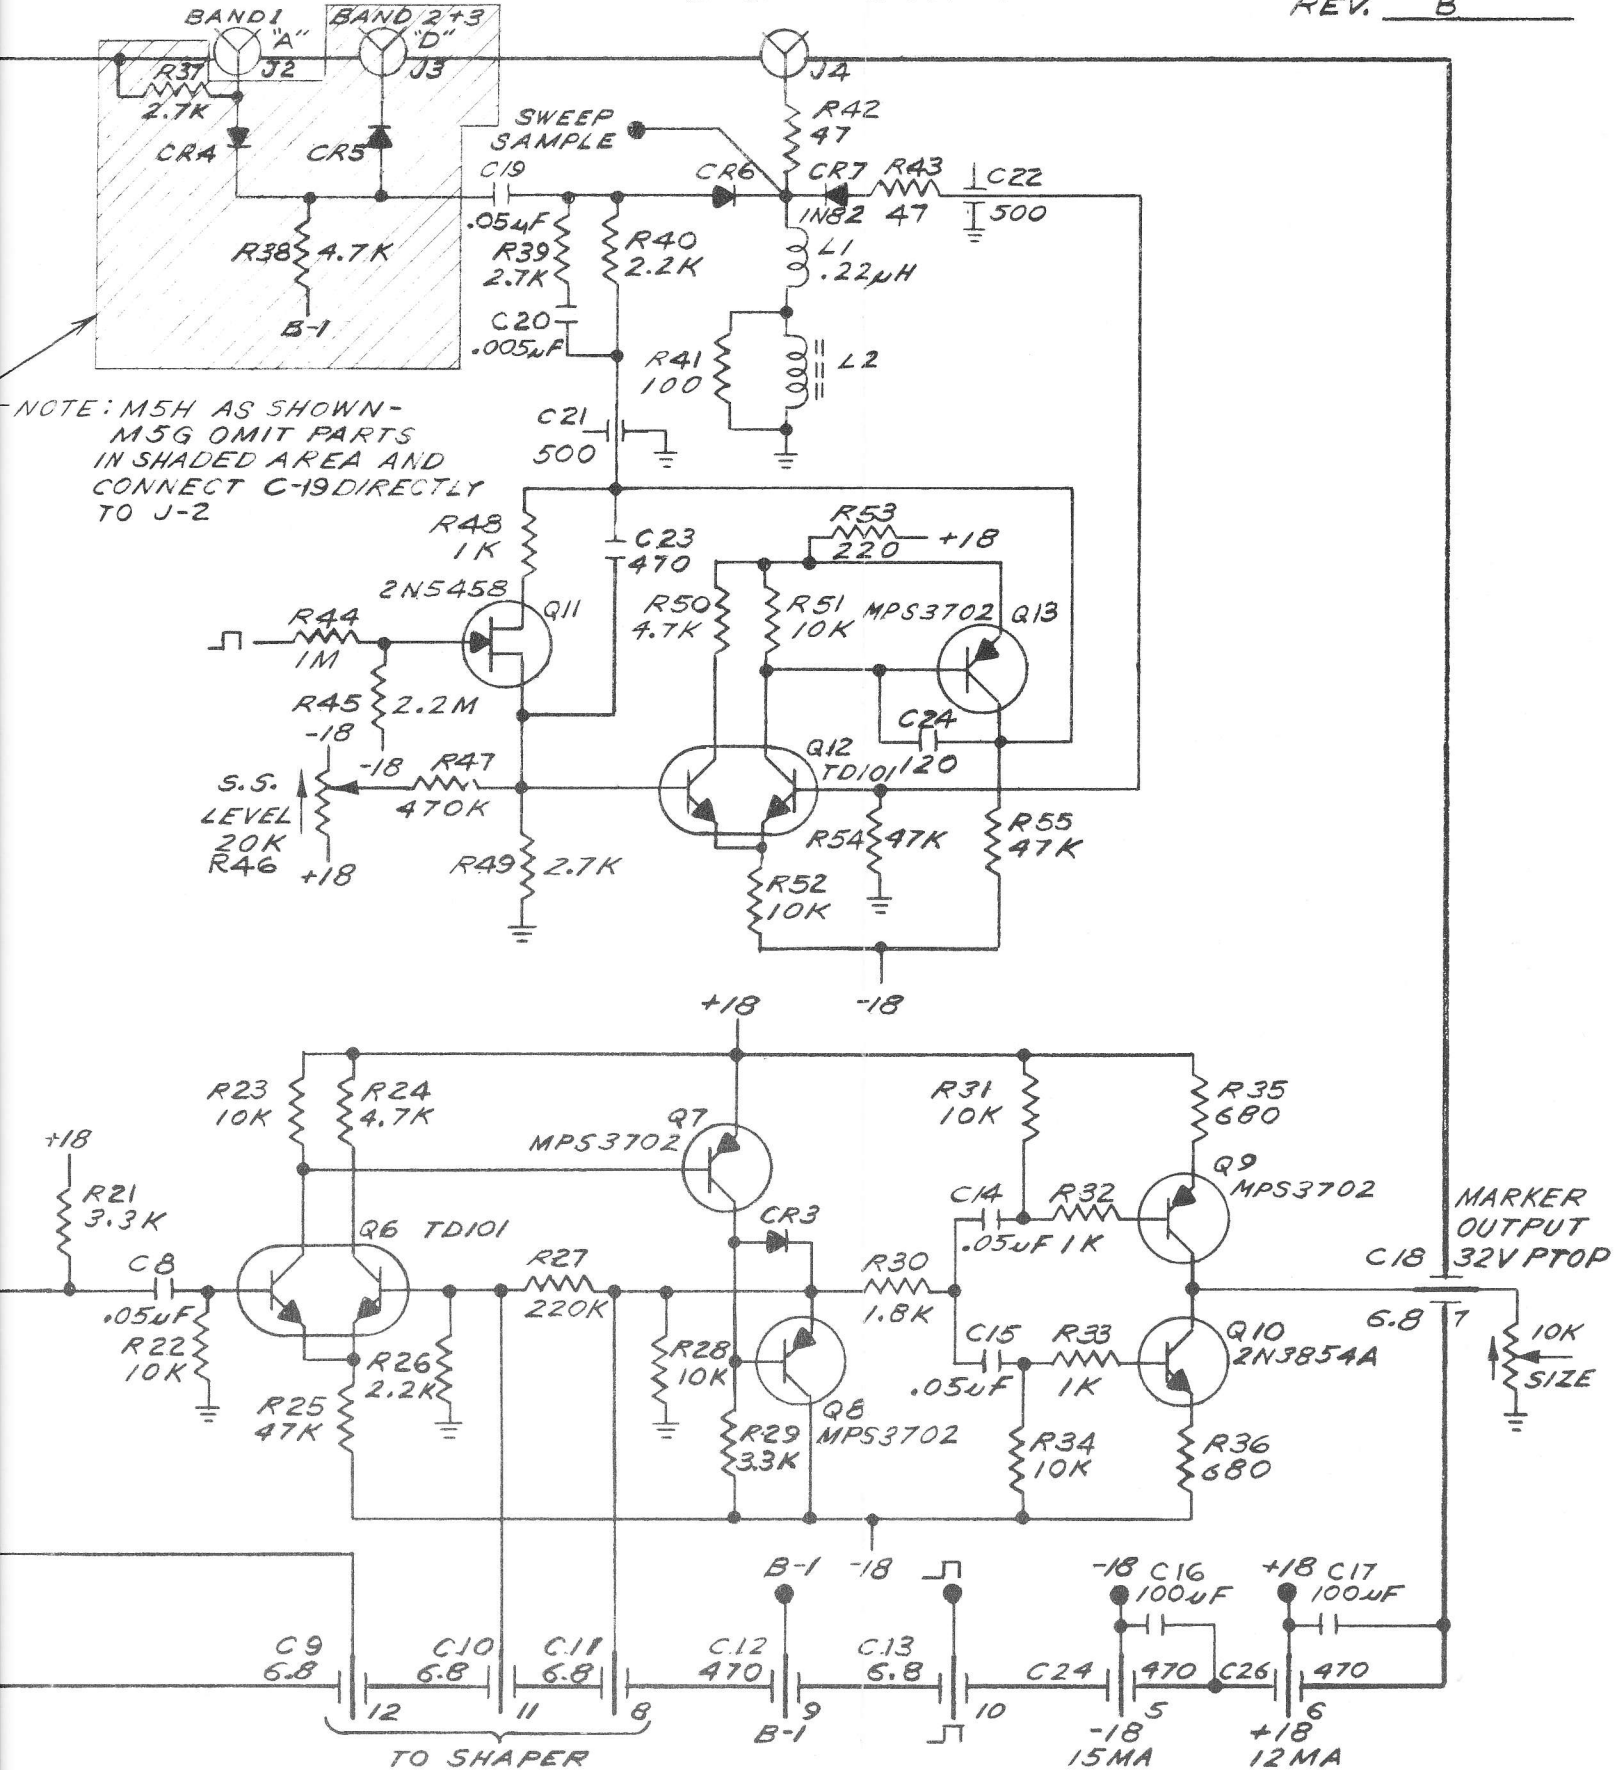 REV. B
BAND 1
"A"
J2
BAND 2+3
"D"
J3
J4
R37
2.7K
CR4
CR5
R38 4.7K
B-1
SWEEP
SAMPLE
C19
.05µF
R39
2.7K
R40
2.2K
C20
.005µF
CR6
R42
47
CR7
1N82
R43
47
C22
500
L1
.22µH
R41
100
L2
C21
500
NOTE: M5H AS SHOWN-
M5G OMIT PARTS
IN SHADED AREA AND
CONNECT C-19 DIRECTLY
TO J-2
R48
1K
C23
470
R53
220
+18
2N5458
Q11
R44
1M
R45 2.2M
-18
-18
R50
4.7K
R51
10K
MPS3702 Q13
C24
120
S.S.
LEVEL
20K
R46
+18
R47
470K
Q12
TD101
R49 2.7K
R54 47K
R55
47K
R52
10K
-18
+18
R23
10K
R24
4.7K
Q7
MPS3702
R31
10K
R35
680
+18
R21
3.3K
Q6 TD101
CR3
C14
.05µF
R32
1K
Q9
MPS3702
MARKER
OUTPUT
32V PTOP
C8
.05µF
R27
220K
R30
1.8K
C18
6.8 7
R22
10K
R26
2.2K
R28
10K
C15
.05µF
R33
1K
Q10
2N3854A
10K
SIZE
R25
47K
Q8
MPS3702
R29
3.3K
R34
10K
R36
680
-18
B-1
-18 C16
100µF
+18 C17
100µF
C9
6.8
12
C10
6.8
11
C11
6.8
8
C12
470
9
B-1
C13
6.8
10
C24 470
5
-18
15MA
C26 470
6
+18
12MA
TO SHAPER